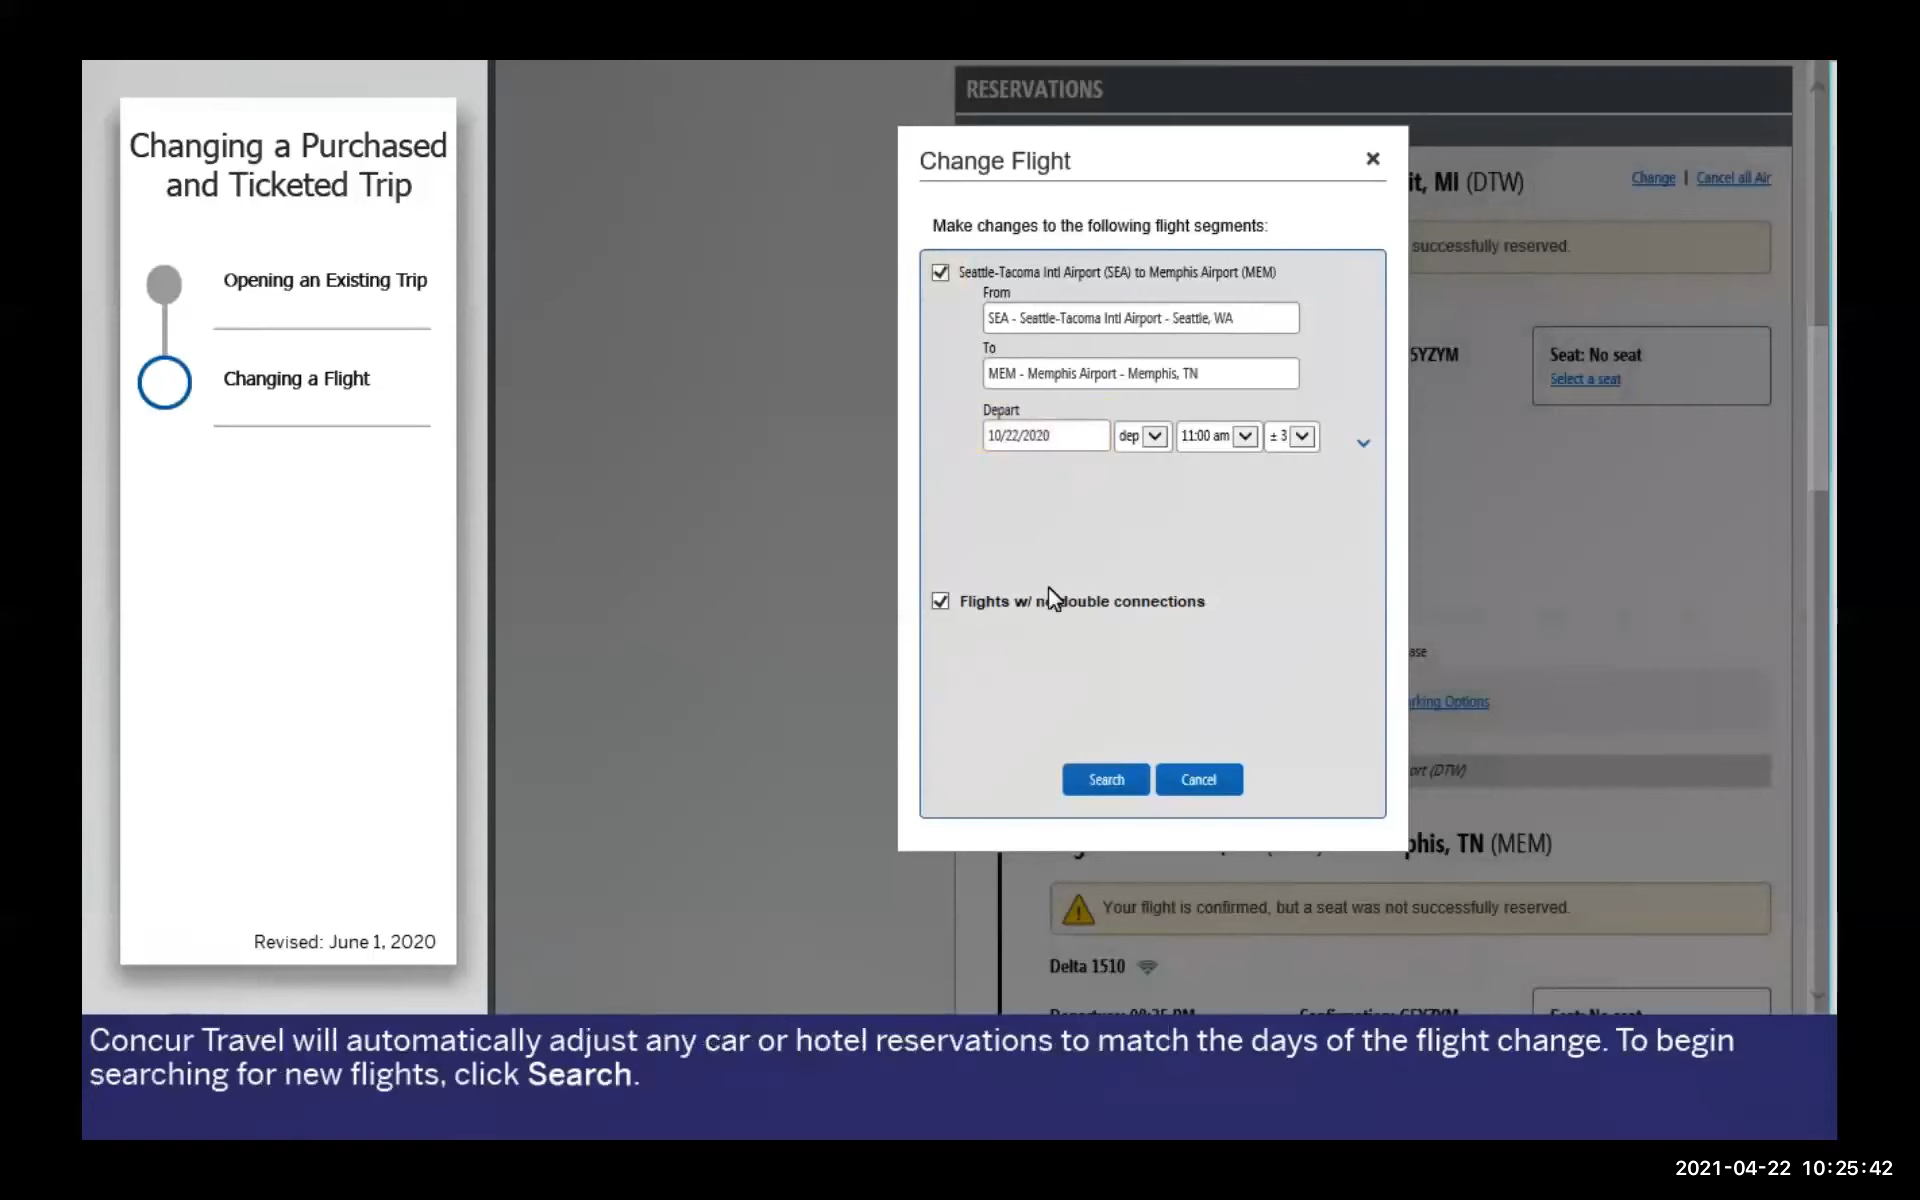 Changing a Purchased
and Ticketed Trip
Opening an Existing Trip
Changing a Flight
Revised: June 1, 2020
RESERVATIONS
Change Flight
Make changes to the following flight segments:
Seattle-Tacoma Intl Airport (SEA) to Memphis Airport (MEM)
From
SEA - Seattle-Tacoma Intl Airport - Seattle, WA
To
MEM - Memphis Airport - Memphis, TN
Depart
10/22/2020 dep 11:00 am ± 3
Flights w/ no double connections
Search Cancel
MI (DTW) Change | Cancel all Air
successfully reserved.
5YZYM
Seat: No seat
Select a seat
Options
(DTW)
TN (MEM)
Your flight is confirmed, but a seat was not successfully reserved.
Delta 1510
Concur Travel will automatically adjust any car or hotel reservations to match the days of the flight change. To begin
searching for new flights, click Search.
2021-04-22 10:25:42